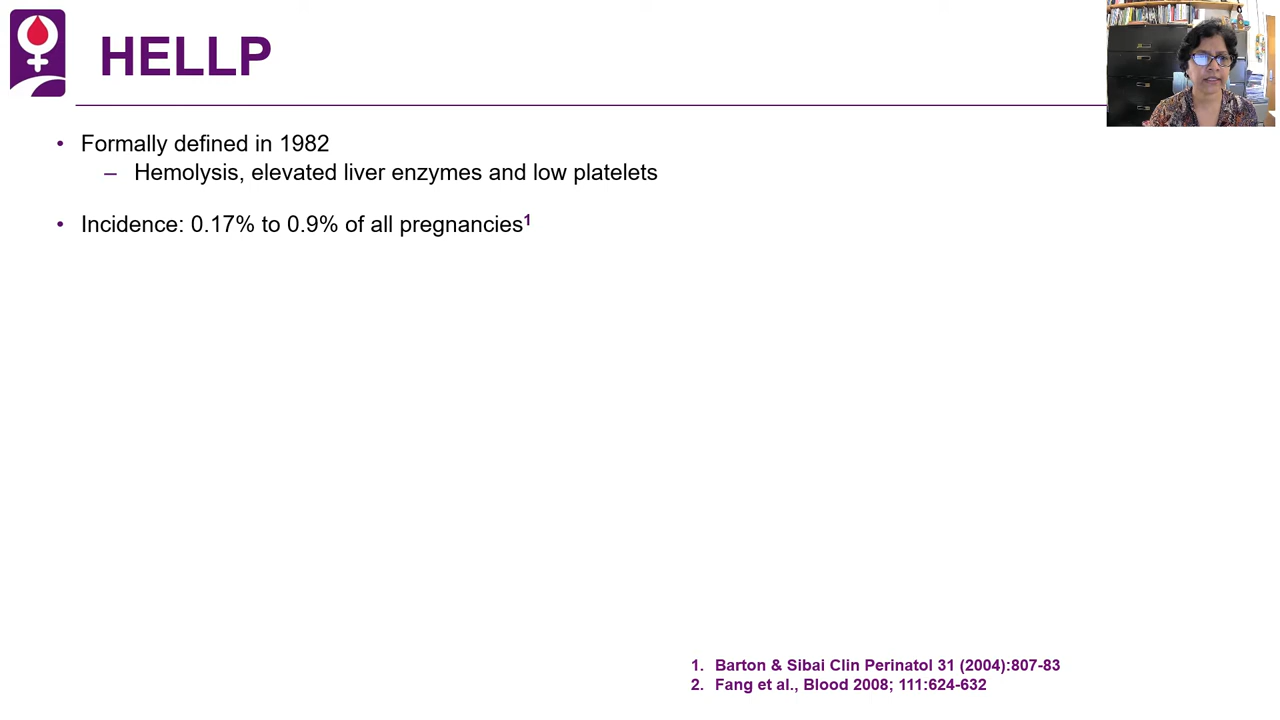 HELLP
• Formally defined in 1982
– Hemolysis, elevated liver enzymes and low platelets
• Incidence: 0.17% to 0.9% of all pregnancies1
1. Barton & Sibai Clin Perinatol 31 (2004):807-83
2. Fang et al., Blood 2008; 111:624-632